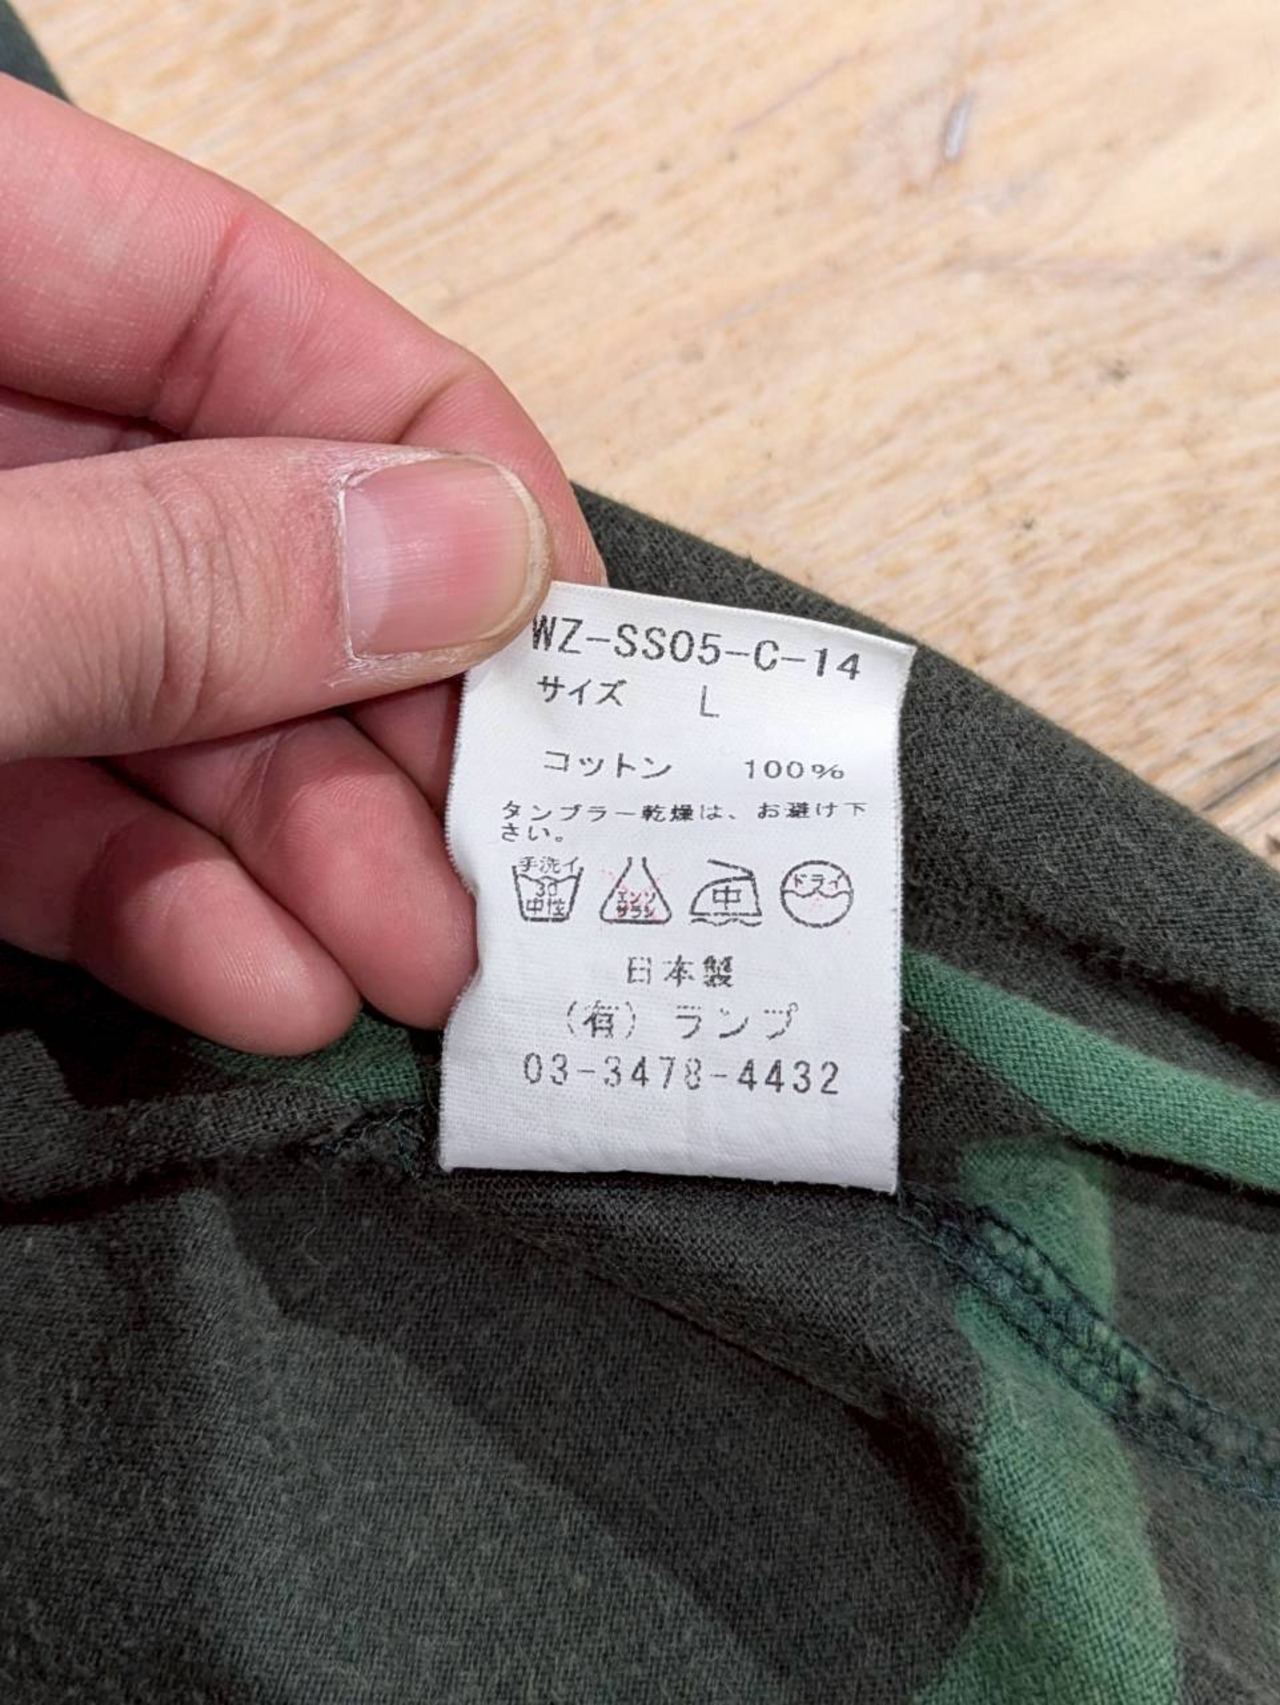 WZ-SS05-C-14
サイズ L
コットン 100%
タンブラー乾燥は、お避け下
さい。
手洗イ
30
中性
エンソ
サラシ
中
ドライ
日本製
(有) ランプ
03-3478-4432